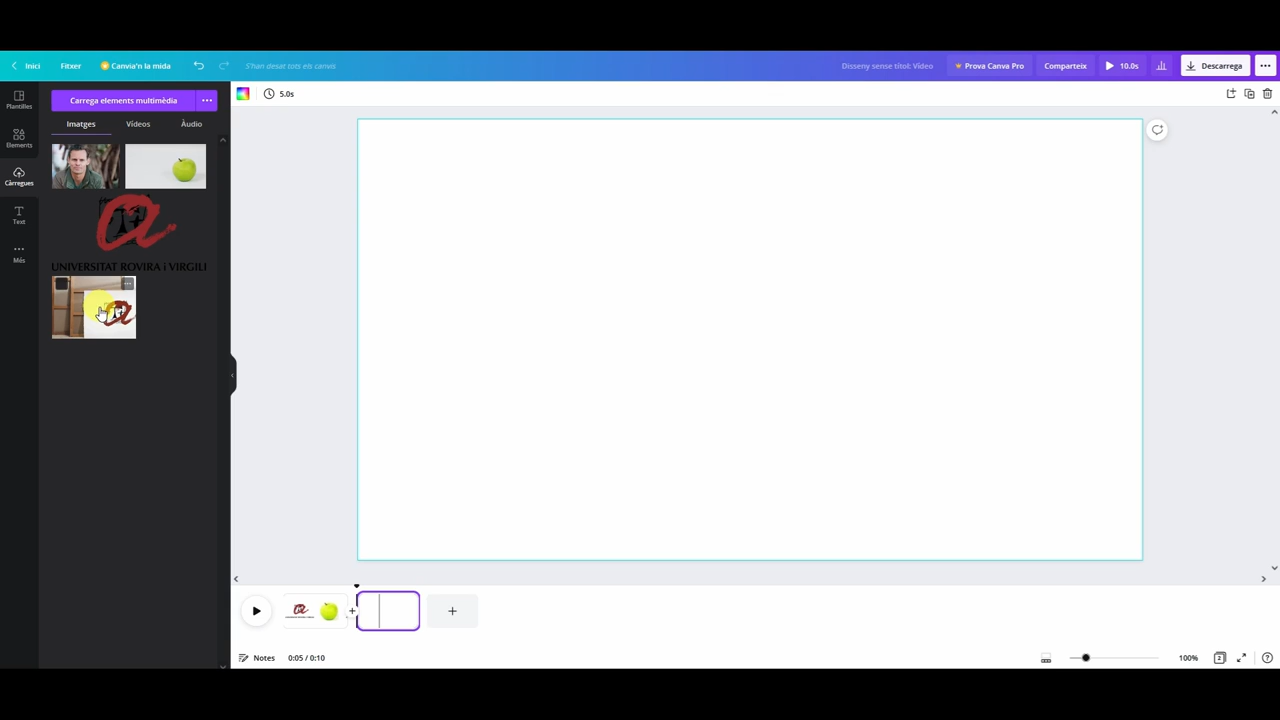 Inici
Fitxer
Canvia'n la mida
S'han desat tots els canvis
Disseny sense títol: Vídeo
Prova Canva Pro
Comparteix
10.0s
Descarrega
Plantilles
Elements
Càrregues
Text
Més
Carrega elements multimèdia
Imatges
Vídeos
Àudio
UNIVERSITAT ROVIRA i VIRGILI
5.0s
Notes
0:05 / 0:10
100%
2